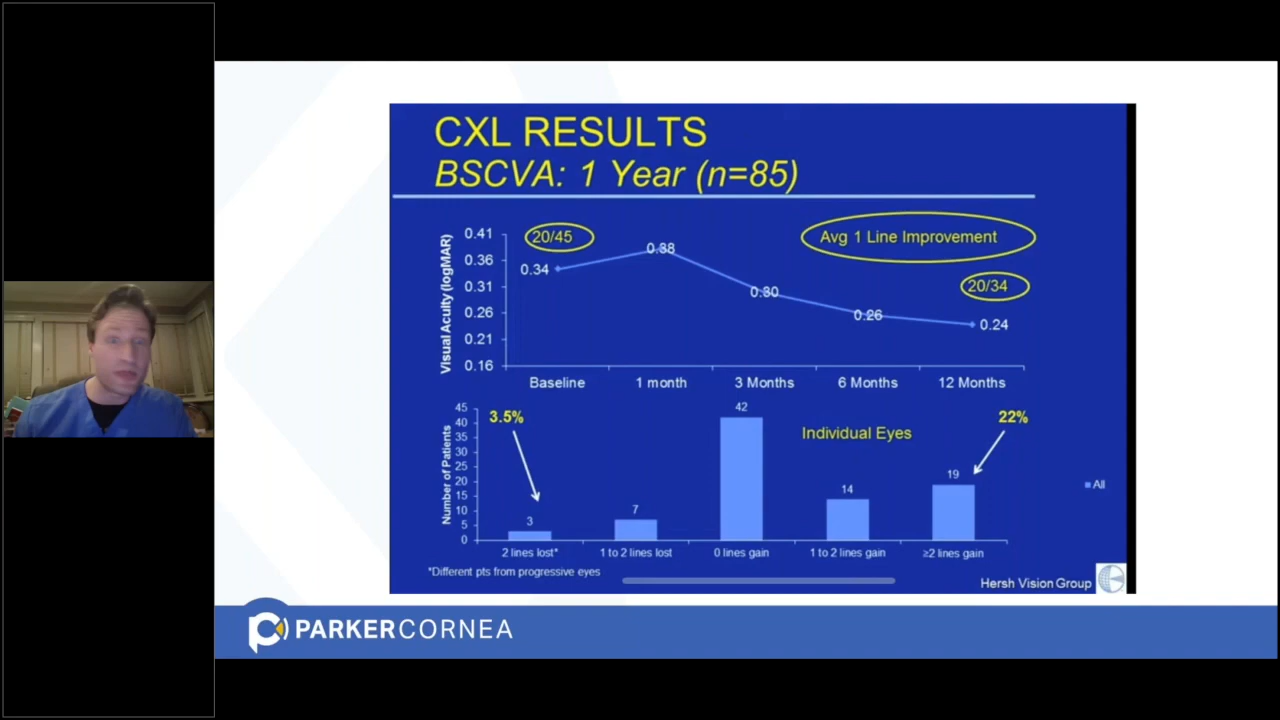 CXL RESULTS
BSCVA: 1 Year (n=85)
Visual Acuity (logMAR)
0.41
0.36
0.31
0.26
0.21
0.16
20/45
Avg 1 Line Improvement
20/34
0.34
0.38
0.30
0.26
0.24
Baseline
1 month
3 Months
6 Months
12 Months
Number of Patients
45
40
35
30
25
20
15
10
5
0
3.5%
42
22%
Individual Eyes
19
14
7
3
All
2 lines lost*
1 to 2 lines lost
0 lines gain
1 to 2 lines gain
≥2 lines gain
*Different pts from progressive eyes
Hersh Vision Group
PARKERCORNEA